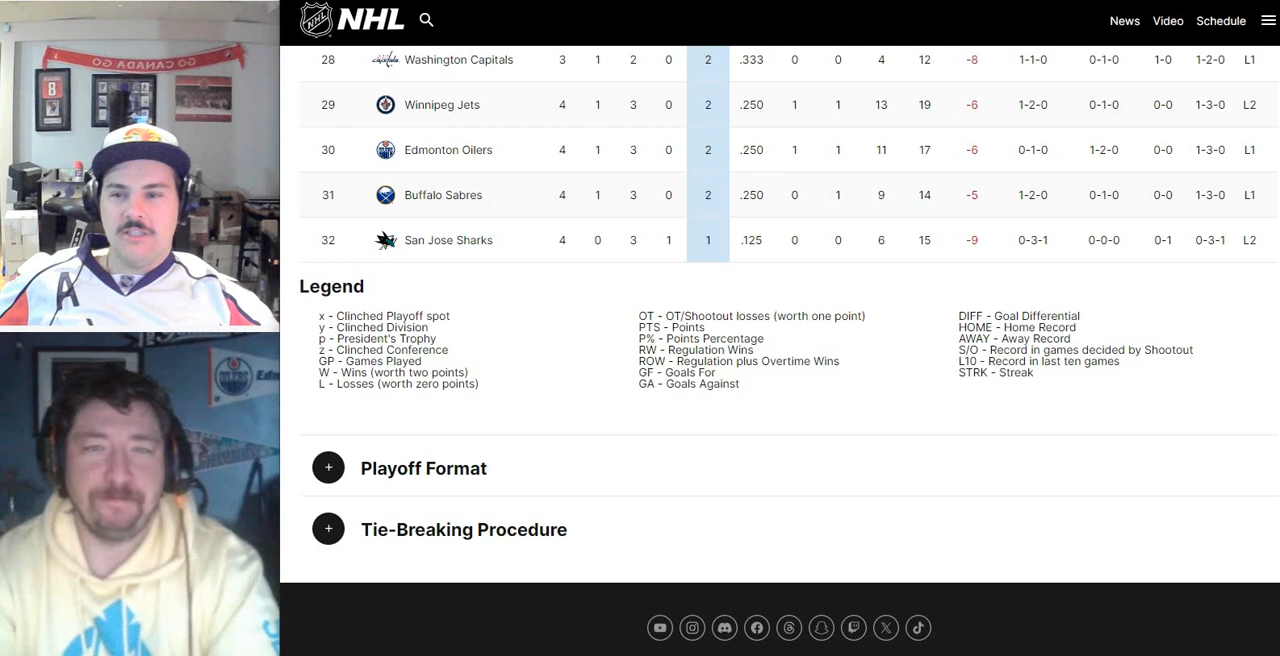 NHL
News Video Schedule
28 Washington Capitals 3 1 2 0 2 .333 0 0 4 12 -8 1-1-0 0-1-0 1-0 1-2-0 L1
29 Winnipeg Jets 4 1 3 0 2 .250 1 1 13 19 -6 1-2-0 0-1-0 0-0 1-3-0 L2
30 Edmonton Oilers 4 1 3 0 2 .250 1 1 11 17 -6 0-1-0 1-2-0 0-0 1-3-0 L1
31 Buffalo Sabres 4 1 3 0 2 .250 0 1 9 14 -5 1-2-0 0-1-0 0-0 1-3-0 L1
32 San Jose Sharks 4 0 3 1 1 .125 0 0 6 15 -9 0-3-1 0-0-0 0-1 0-3-1 L2
Legend
x - Clinched Playoff spot
y - Clinched Division
p - President's Trophy
z - Clinched Conference
GP - Games Played
W - Wins (worth two points)
L - Losses (worth zero points)
OT - OT/Shootout losses (worth one point)
PTS - Points
P% - Points Percentage
RW - Regulation Wins
ROW - Regulation plus Overtime Wins
GF - Goals For
GA - Goals Against
DIFF - Goal Differential
HOME - Home Record
AWAY - Away Record
S/O - Record in games decided by Shootout
L10 - Record in last ten games
STRK - Streak
Playoff Format
Tie-Breaking Procedure
GO CANADA GO
8
A
OILERS